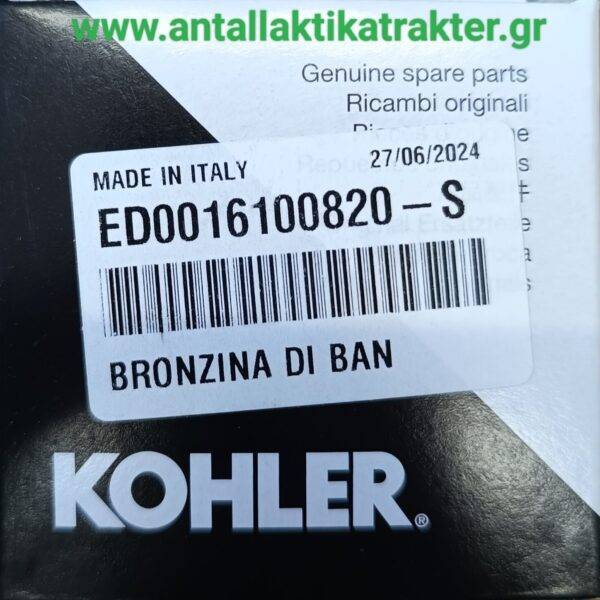 www.antallaktikatrakter.gr
Genuine spare parts
Ricambi originali
MADE IN ITALY 27/06/2024
ED0016100820-S
BRONZINA DI BAN
KOHLER®